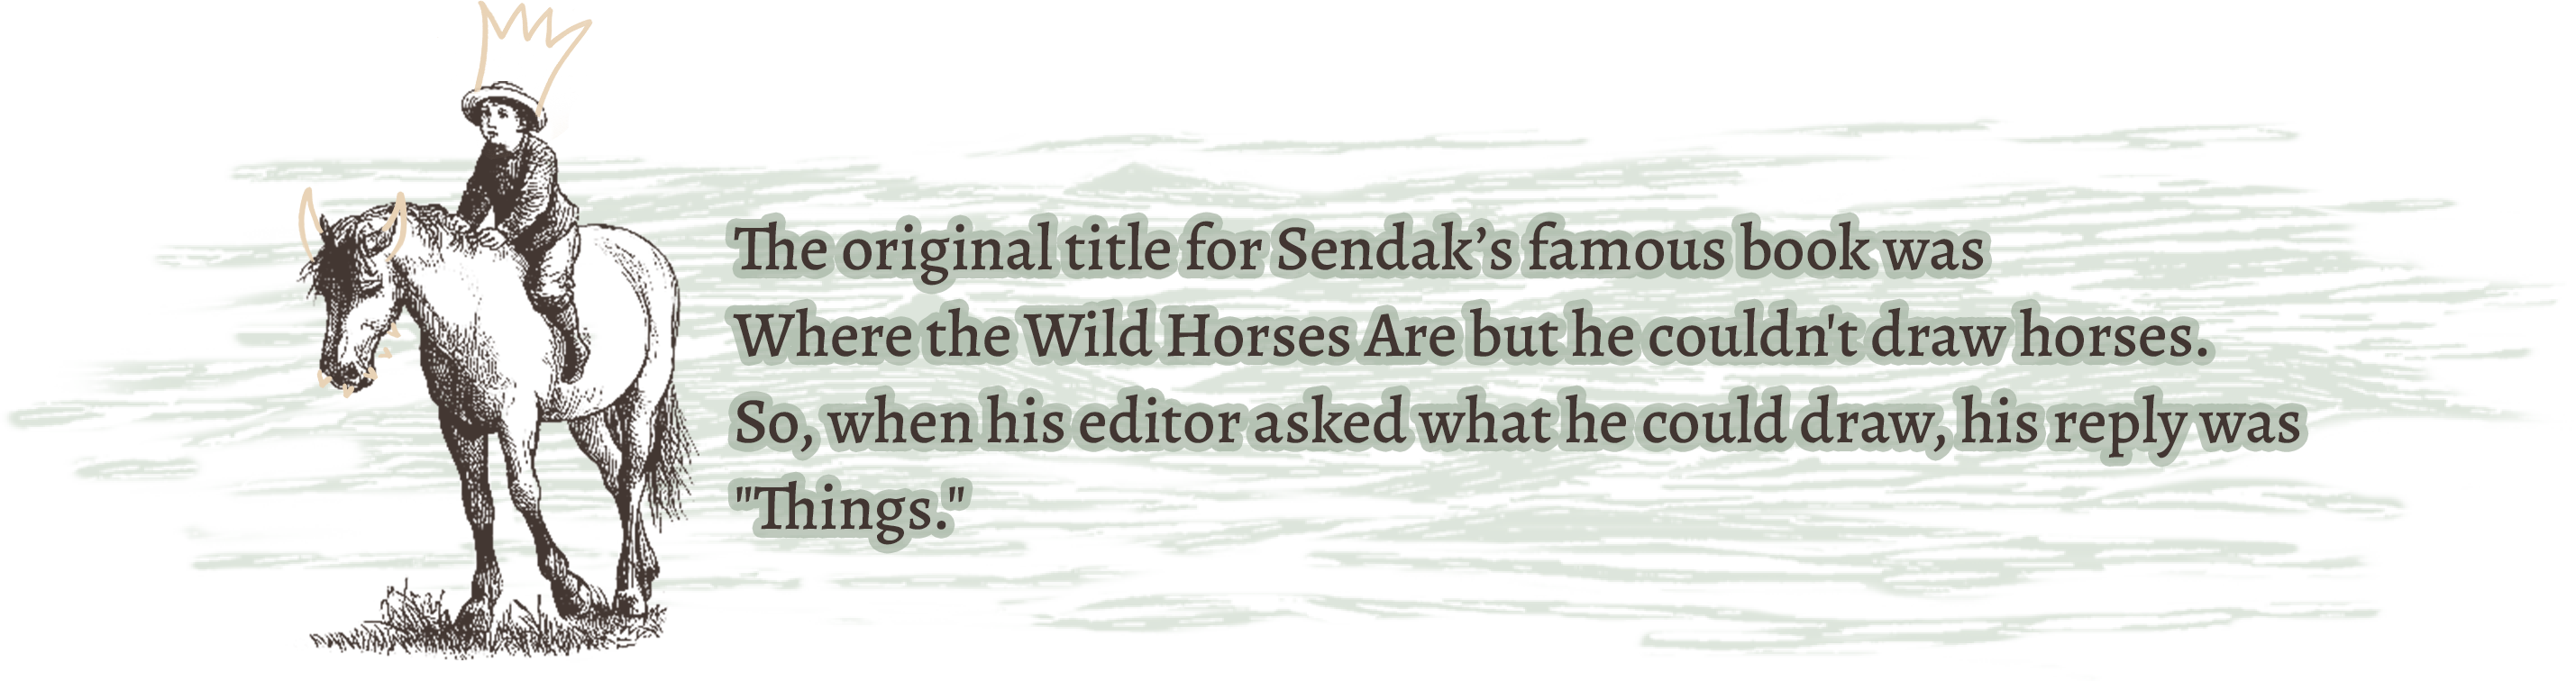 The original title for Sendak’s famous book was
Where the Wild Horses Are but he couldn't draw horses.
So, when his editor asked what he could draw, his reply was
"Things."